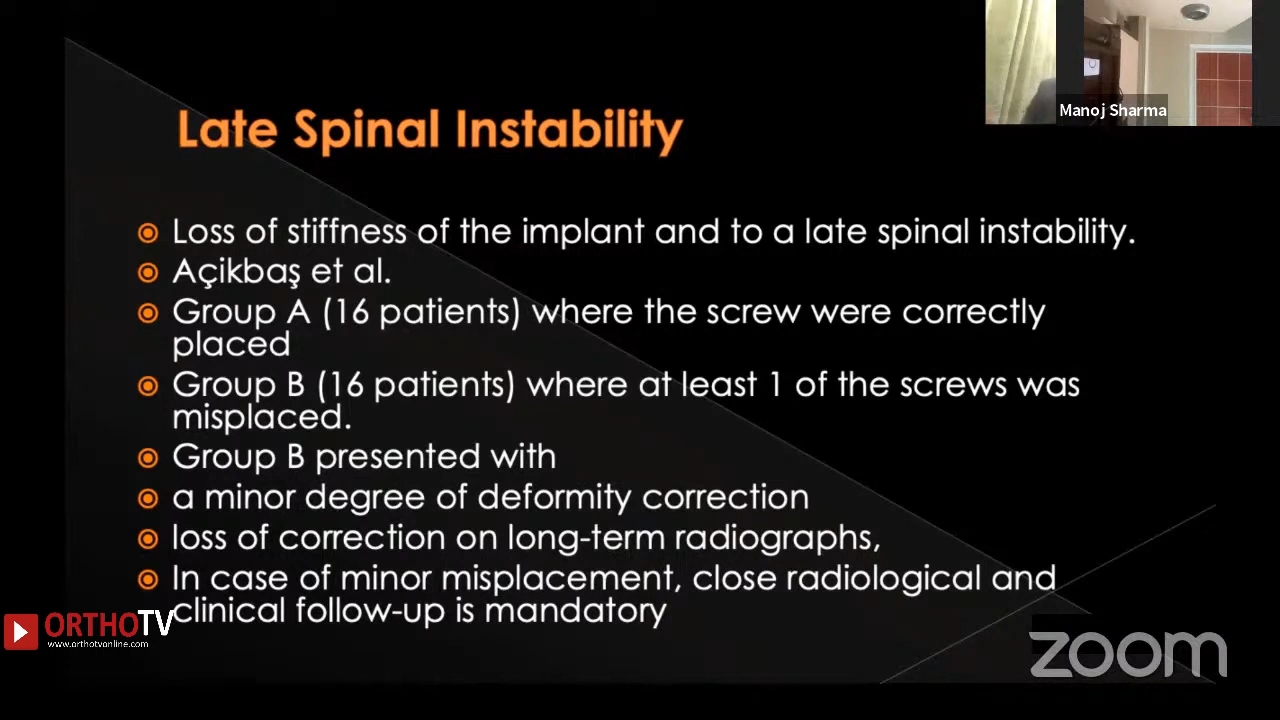 Manoj Sharma
Late Spinal Instability
Loss of stiffness of the implant and to a late spinal instability.
Açikbaş et al.
Group A (16 patients) where the screw were correctly
placed
Group B (16 patients) where at least 1 of the screws was
misplaced.
Group B presented with
a minor degree of deformity correction
loss of correction on long-term radiographs,
In case of minor misplacement, close radiological and
clinical follow-up is mandatory
ORTHOTV
www.orthotvonline.com
zoom